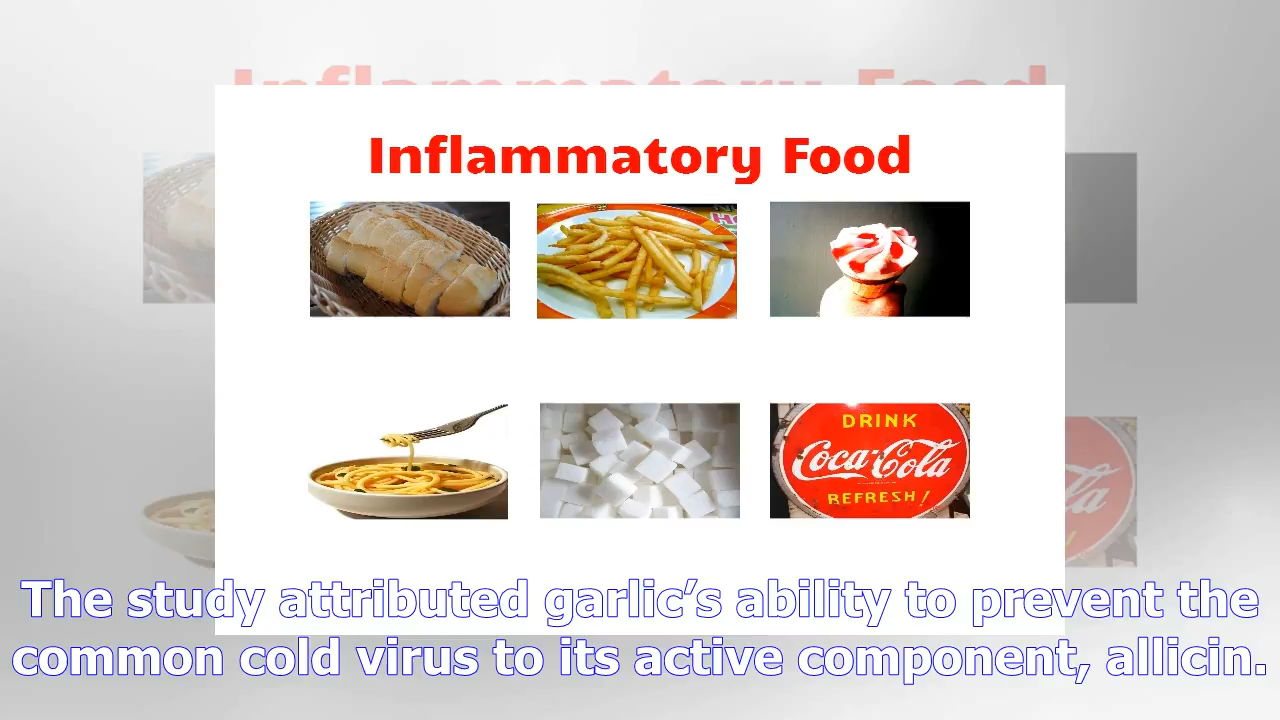 Inflammatory Food
DRINK
Coca-Cola
REFRESH!
The study attributed garlic’s ability to prevent the
common cold virus to its active component, allicin.